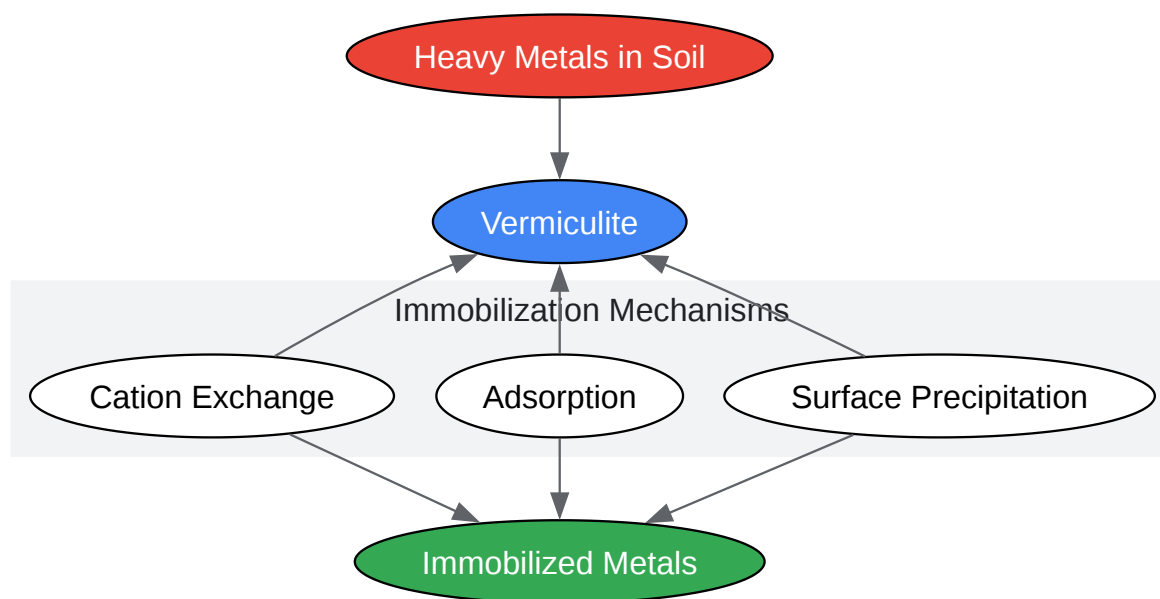 Heavy Metals in Soil
Vermiculite
Immobilization Mechanisms
Cation Exchange
Adsorption
Surface Precipitation
Immobilized Metals